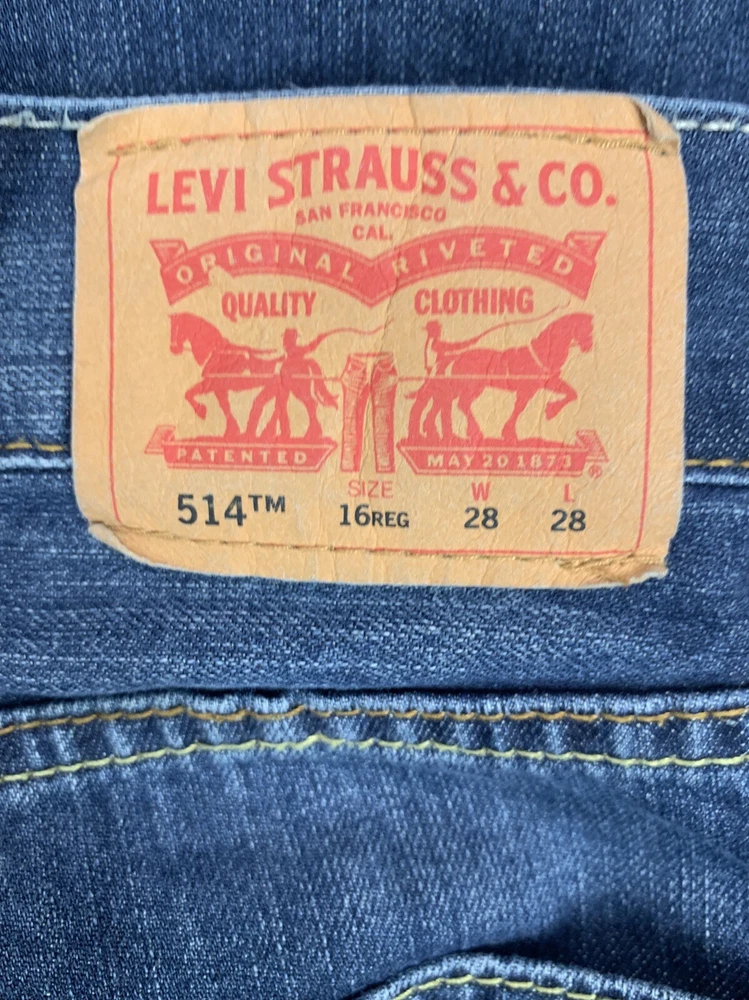 LEVI STRAUSS & CO.
SAN FRANCISCO
CAL.
ORIGINAL RIVETED
QUALITY CLOTHING
PATENTED MAY 20 1873 ®
SIZE W L
514™ 16REG 28 28